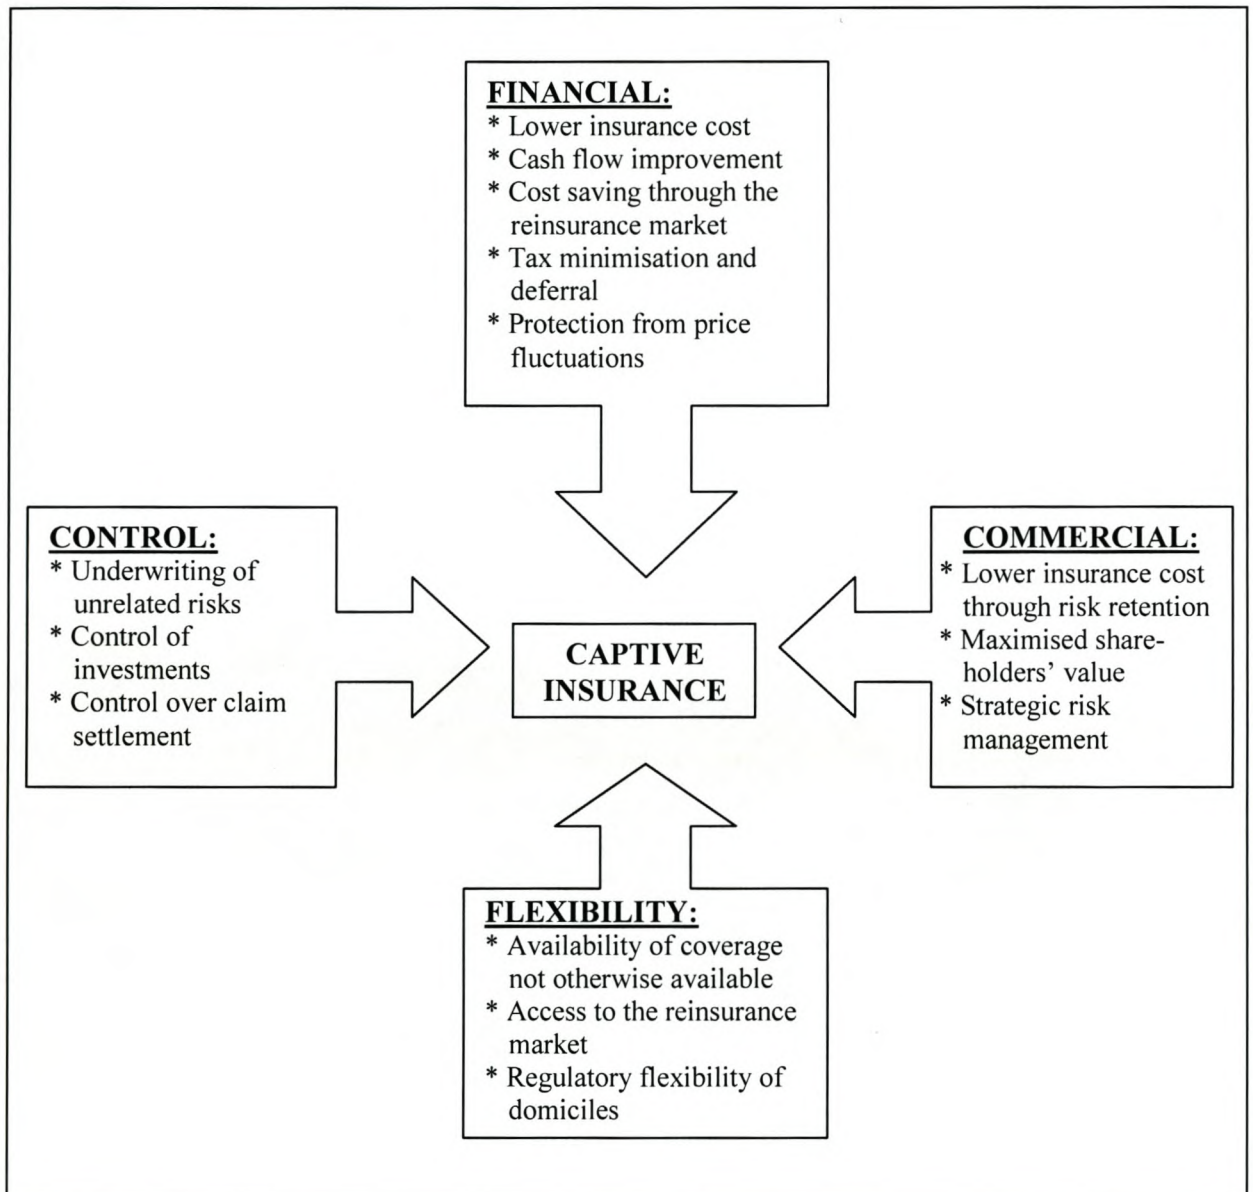 FINANCIAL:
* Lower insurance cost
* Cash flow improvement
* Cost saving through the
reinsurance market
* Tax minimisation and
deferral
* Protection from price
fluctuations
CONTROL:
* Underwriting of
unrelated risks
* Control of
investments
* Control over claim
settlement
CAPTIVE
INSURANCE
COMMERCIAL:
* Lower insurance cost
through risk retention
* Maximised share-
holders' value
* Strategic risk
management
FLEXIBILITY:
* Availability of coverage
not otherwise available
* Access to the reinsurance
market
* Regulatory flexibility of
domiciles